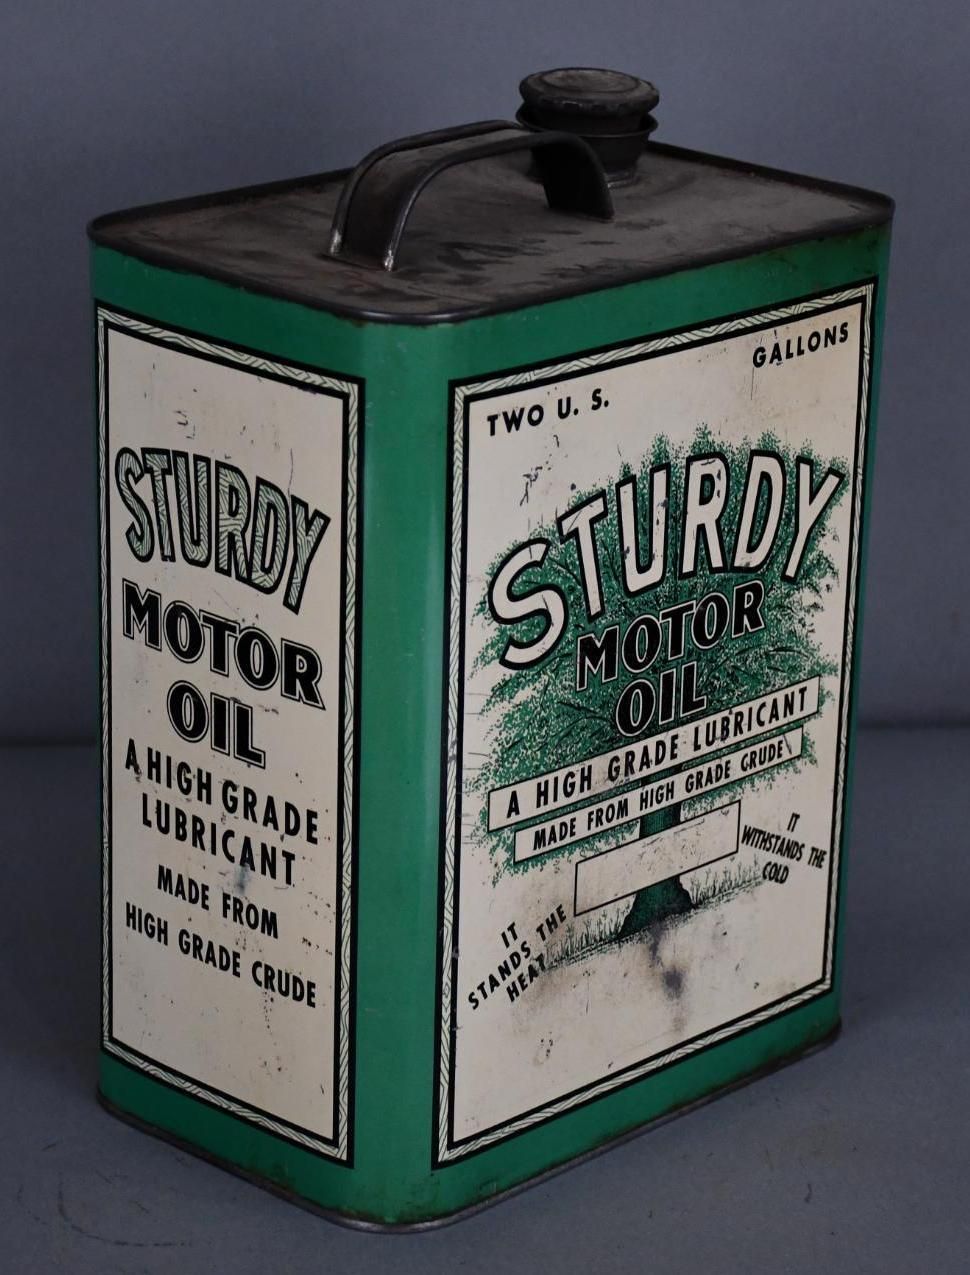 STURDY
MOTOR
OIL
A HIGH GRADE
LUBRICANT
MADE FROM
HIGH GRADE CRUDE
TWO U. S.
GALLONS
STURDY
MOTOR
OIL
A HIGH GRADE LUBRICANT
MADE FROM HIGH GRADE CRUDE
IT
STANDS THE
HEAT
IT
WITHSTANDS THE
COLD